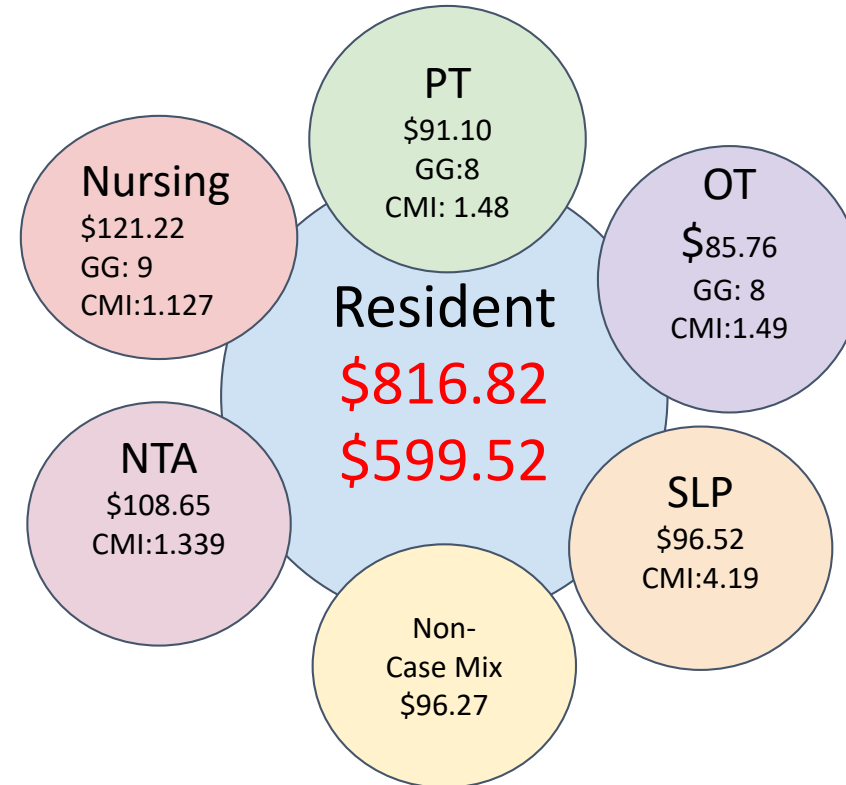 PT
$91.10
GG:8
CMI: 1.48
Nursing
$121.22
GG: 9
CMI:1.127
OT
$85.76
GG: 8
CMI:1.49
Resident
$816.82
$599.52
NTA
$108.65
CMI:1.339
SLP
$96.52
CMI:4.19
Non-
Case Mix
$96.27